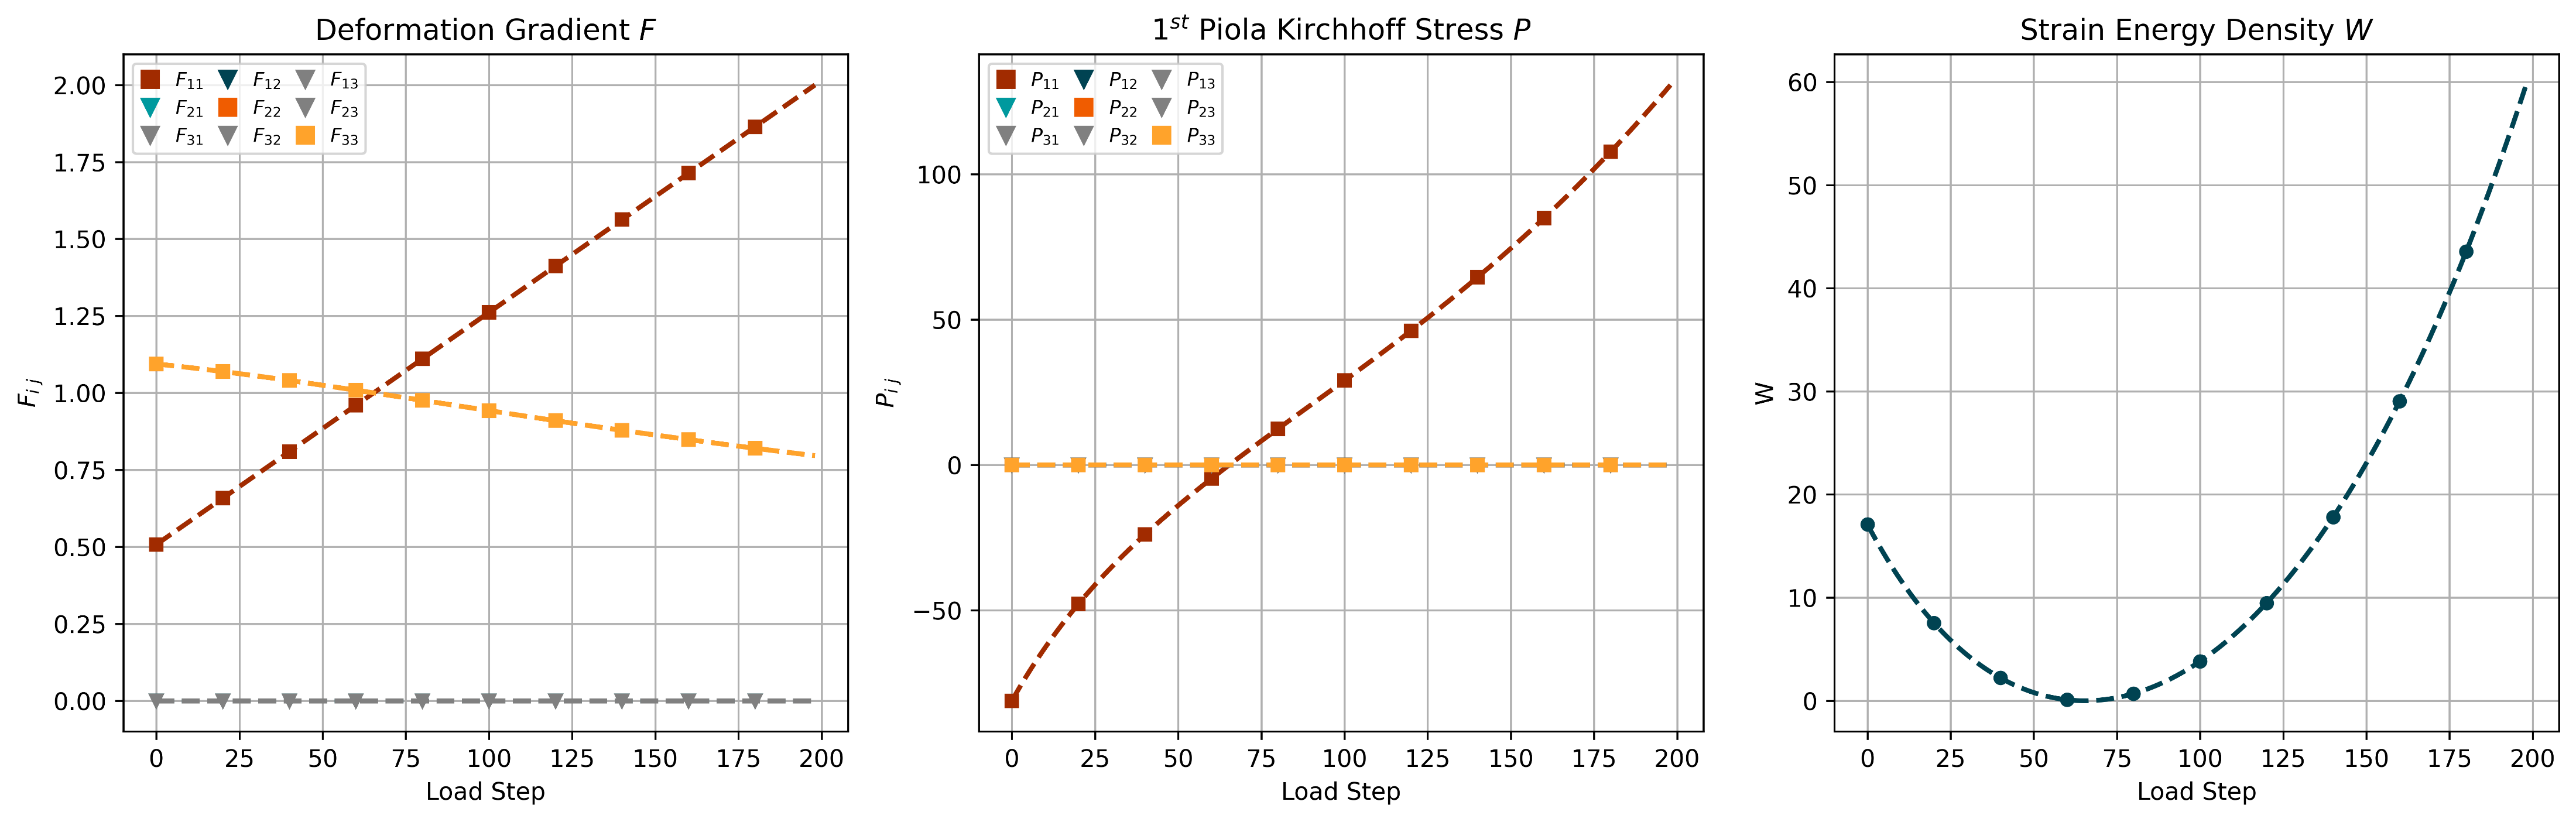 Deformation Gradient F
F11 F12 F13
F21 F22 F23
F31 F32 F33
2.00
1.75
1.50
1.25
1.00
0.75
0.50
0.25
0.00
Fi j
0 25 50 75 100 125 150 175 200
Load Step
1st Piola Kirchhoff Stress P
P11 P12 P13
P21 P22 P23
P31 P32 P33
100
50
0
−50
Pi j
0 25 50 75 100 125 150 175 200
Load Step
Strain Energy Density W
60
50
40
30
20
10
0
W
0 25 50 75 100 125 150 175 200
Load Step